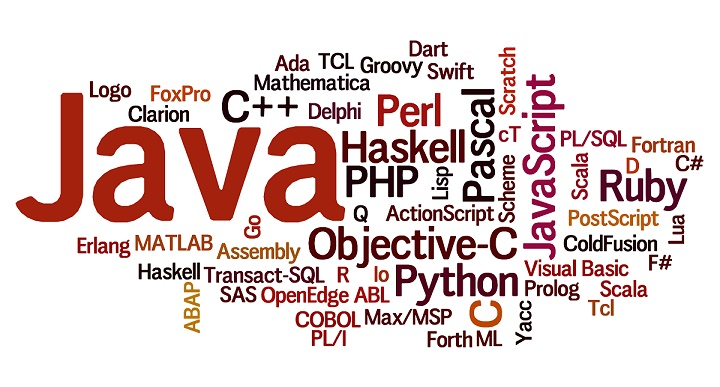 Dart
Ada TCL Groovy Swift
Mathematica
Scratch
Logo FoxPro
Clarion
C++
Delphi
Perl
Pascal
JavaScript
Java
Haskell
cT
PL/SQL
Fortran
D
C#
PHP
Lisp
Scheme
Scala
Ruby
Q
ActionScript
PostScript
Lua
Go
Erlang MATLAB
Assembly
Objective-C
ColdFusion
F#
Haskell
Transact-SQL
R
Io
Python
Visual Basic
ABAP
SAS
OpenEdge ABL
C
Prolog
Scala
Tcl
COBOL
Max/MSP
Yacc
PL/I
Forth
ML